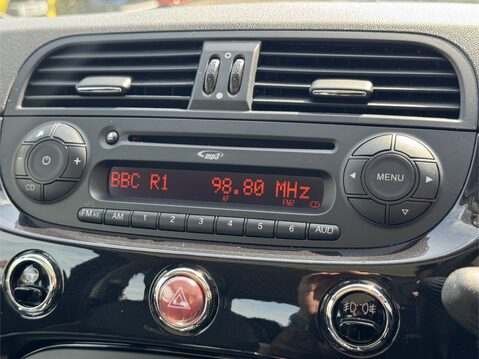 mp3
BBC R1 98.80 MHz
AF FM2 CD
CD
MENU
FM AS AM 1 2 3 4 5 6 AUD